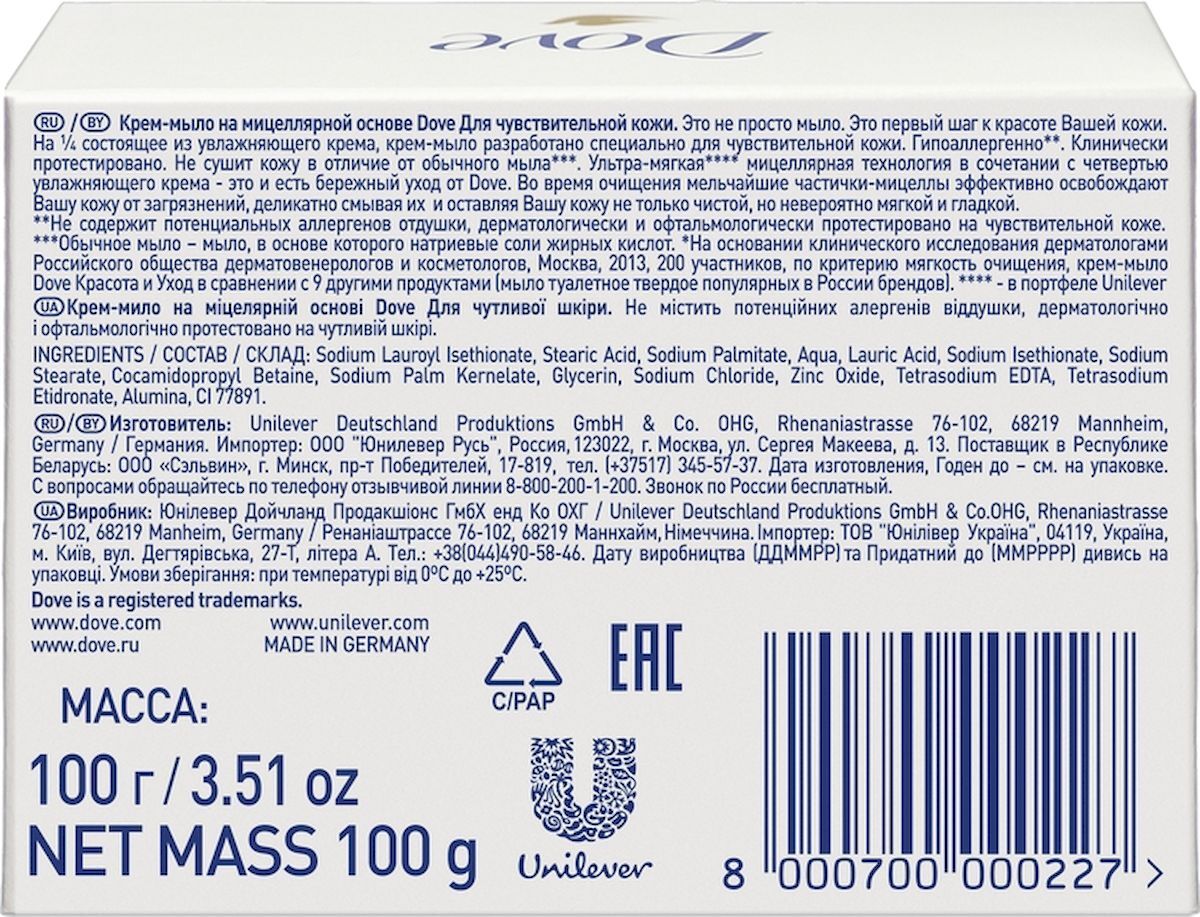 Dove
RU / BY Крем-мыло на мицеллярной основе Dove Для чувствительной кожи. Это не просто мыло. Это первый шаг к красоте Вашей кожи.
На ¼ состоящее из увлажняющего крема, крем-мыло разработано специально для чувствительной кожи. Гипоаллергенно**. Клинически
протестировано. Не сушит кожу в отличие от обычного мыла***. Ультра-мягкая**** мицеллярная технология в сочетании с четвертью
увлажняющего крема - это и есть бережный уход от Dove. Во время очищения мельчайшие частички-мицеллы эффективно освобождают
Вашу кожу от загрязнений, деликатно смывая их и оставляя Вашу кожу не только чистой, но невероятно мягкой и гладкой.
**Не содержит потенциальных аллергенов отдушки, дерматологически и офтальмологически протестировано на чувствительной коже.
***Обычное мыло – мыло, в основе которого натриевые соли жирных кислот. *На основании клинического исследования дерматологами
Российского общества дерматовенерологов и косметологов, Москва, 2013, 200 участников, по критерию мягкость очищения, крем-мыло
Dove Красота и Уход в сравнении с 9 другими продуктами (мыло туалетное твердое популярных в России брендов). **** - в портфеле Unilever
UA Крем-мило на міцелярній основі Dove Для чутливої шкіри. Не містить потенційних алергенів віддушки, дерматологічно
і офтальмологічно протестовано на чутливій шкірі.
INGREDIENTS / СОСТАВ / СКЛАД: Sodium Lauroyl Isethionate, Stearic Acid, Sodium Palmitate, Aqua, Lauric Acid, Sodium Isethionate, Sodium
Stearate, Cocamidopropyl Betaine, Sodium Palm Kernelate, Glycerin, Sodium Chloride, Zinc Oxide, Tetrasodium EDTA, Tetrasodium
Etidronate, Alumina, CI 77891.
RU/BY Изготовитель: Unilever Deutschland Produktions GmbH & Co. OHG, Rhenaniastrasse 76-102, 68219 Mannheim,
Germany / Германия. Импортер: ООО "Юнилевер Русь", Россия, 123022, г. Москва, ул. Сергея Макеева, д. 13. Поставщик в Республике
Беларусь: ООО «Сэльвин», г. Минск, пр-т Победителей, 17-819, тел. (+37517) 345-57-37. Дата изготовления, Годен до – см. на упаковке.
С вопросами обращайтесь по телефону отзывчивой линии 8-800-200-1-200. Звонок по России бесплатный.
UA Виробник: Юнілевер Дойчланд Продакшіонс ГмбХ енд Ко ОХГ / Unilever Deutschland Produktions GmbH & Co.OHG, Rhenaniastrasse
76-102, 68219 Manheim, Germany / Ренаніаштрассе 76-102, 68219 Маннхайм, Німеччина. Імпортер: ТОВ "Юнілівер Україна", 04119, Україна,
м. Київ, вул. Дегтярівська, 27-Т, літера А. Тел.: +38(044)490-58-46. Дату виробництва (ДДММРР) та Придатний до (ММРРРР) дивись на
упаковці. Умови зберігання: при температурі від 0°С до +25°С.
Dove is a registered trademarks.
www.dove.com www.unilever.com
www.dove.ru MADE IN GERMANY
C/PAP
EAC
МАССА:
100 г / 3.51 oz
NET MASS 100 g
Unilever
8 000700 000227 >